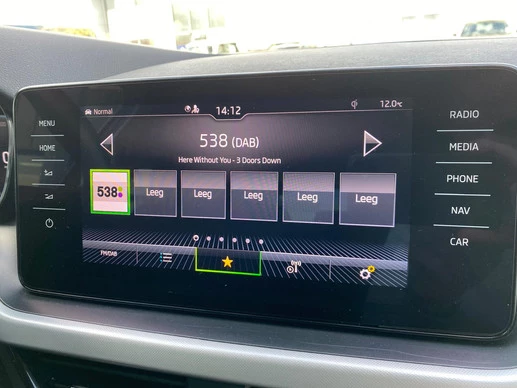 Normal
14:12
12.0°C
MENU
HOME
RADIO
MEDIA
PHONE
NAV
CAR
538 (DAB)
Here Without You - 3 Doors Down
538
Leeg
Leeg
Leeg
Leeg
Leeg
FM/DAB